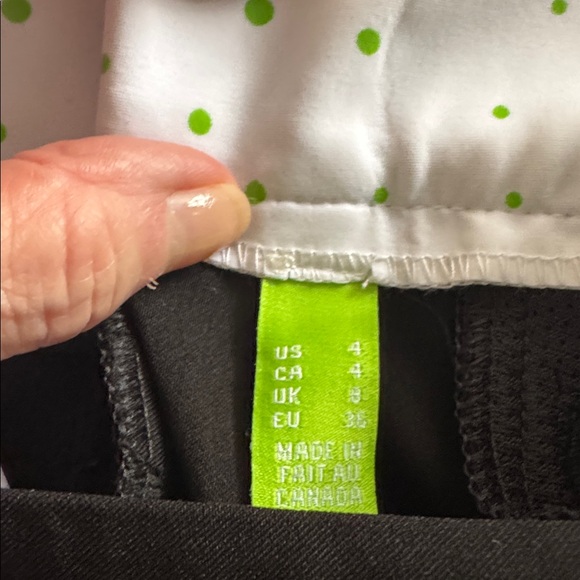 US 4
CA 4
UK 8
EU 36
MADE IN
FAIT AU
CANADA